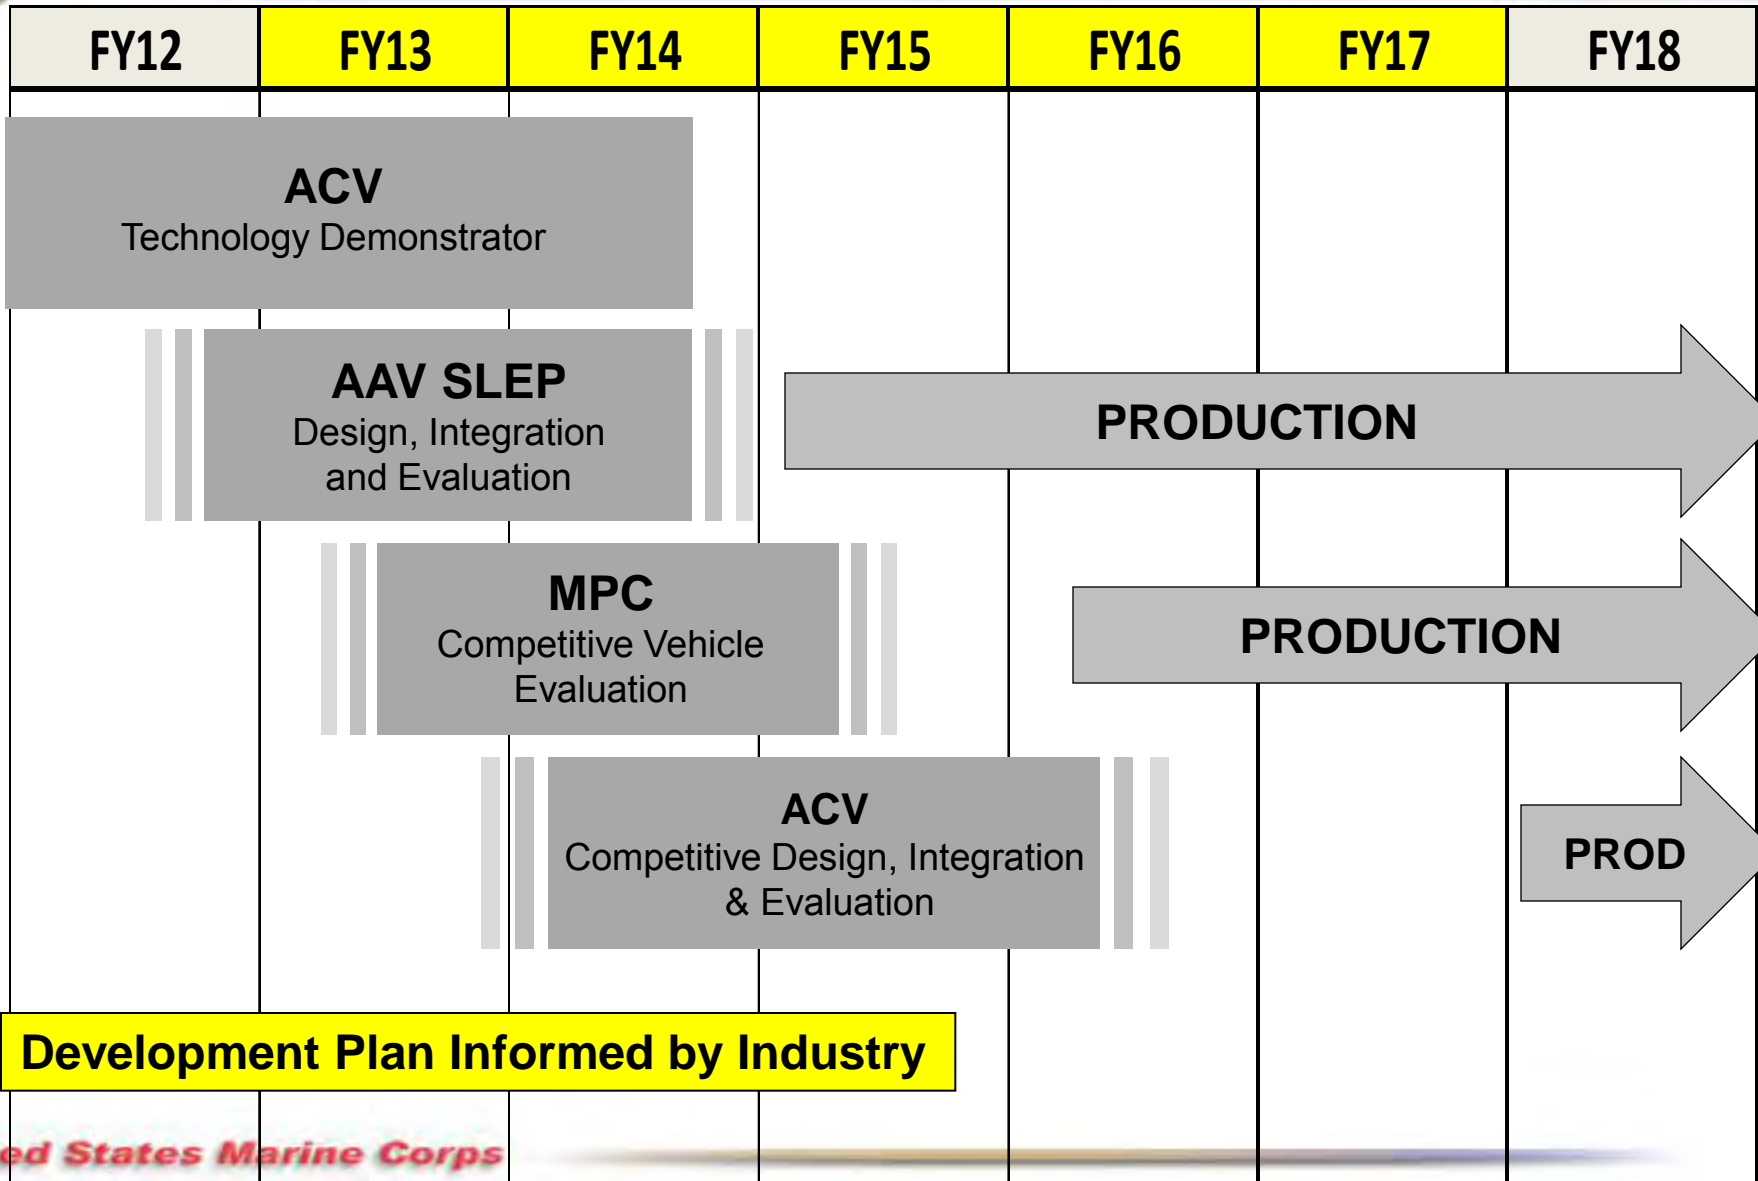 FY12 FY13 FY14 FY15 FY16 FY17 FY18
ACV
Technology Demonstrator
AAV SLEP
Design, Integration
and Evaluation
PRODUCTION
MPC
Competitive Vehicle
Evaluation
PRODUCTION
ACV
Competitive Design, Integration
& Evaluation
PROD
Development Plan Informed by Industry
ed States Marine Corps